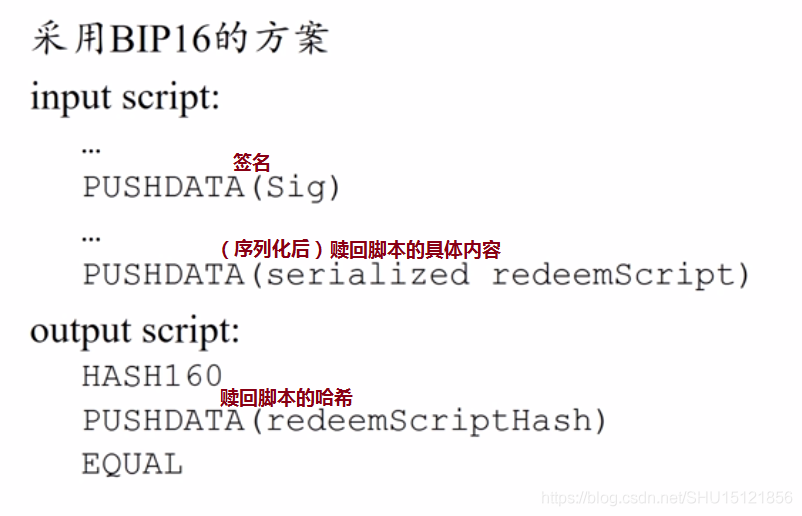 采用BIP16的方案
input script:
…
签名
PUSHDATA(Sig)
…
（序列化后）赎回脚本的具体内容
PUSHDATA(serialized redeemScript)
output script:
HASH160
赎回脚本的哈希
PUSHDATA(redeemScriptHash)
EQUAL
https://blog.csdn.net/SHU15121856